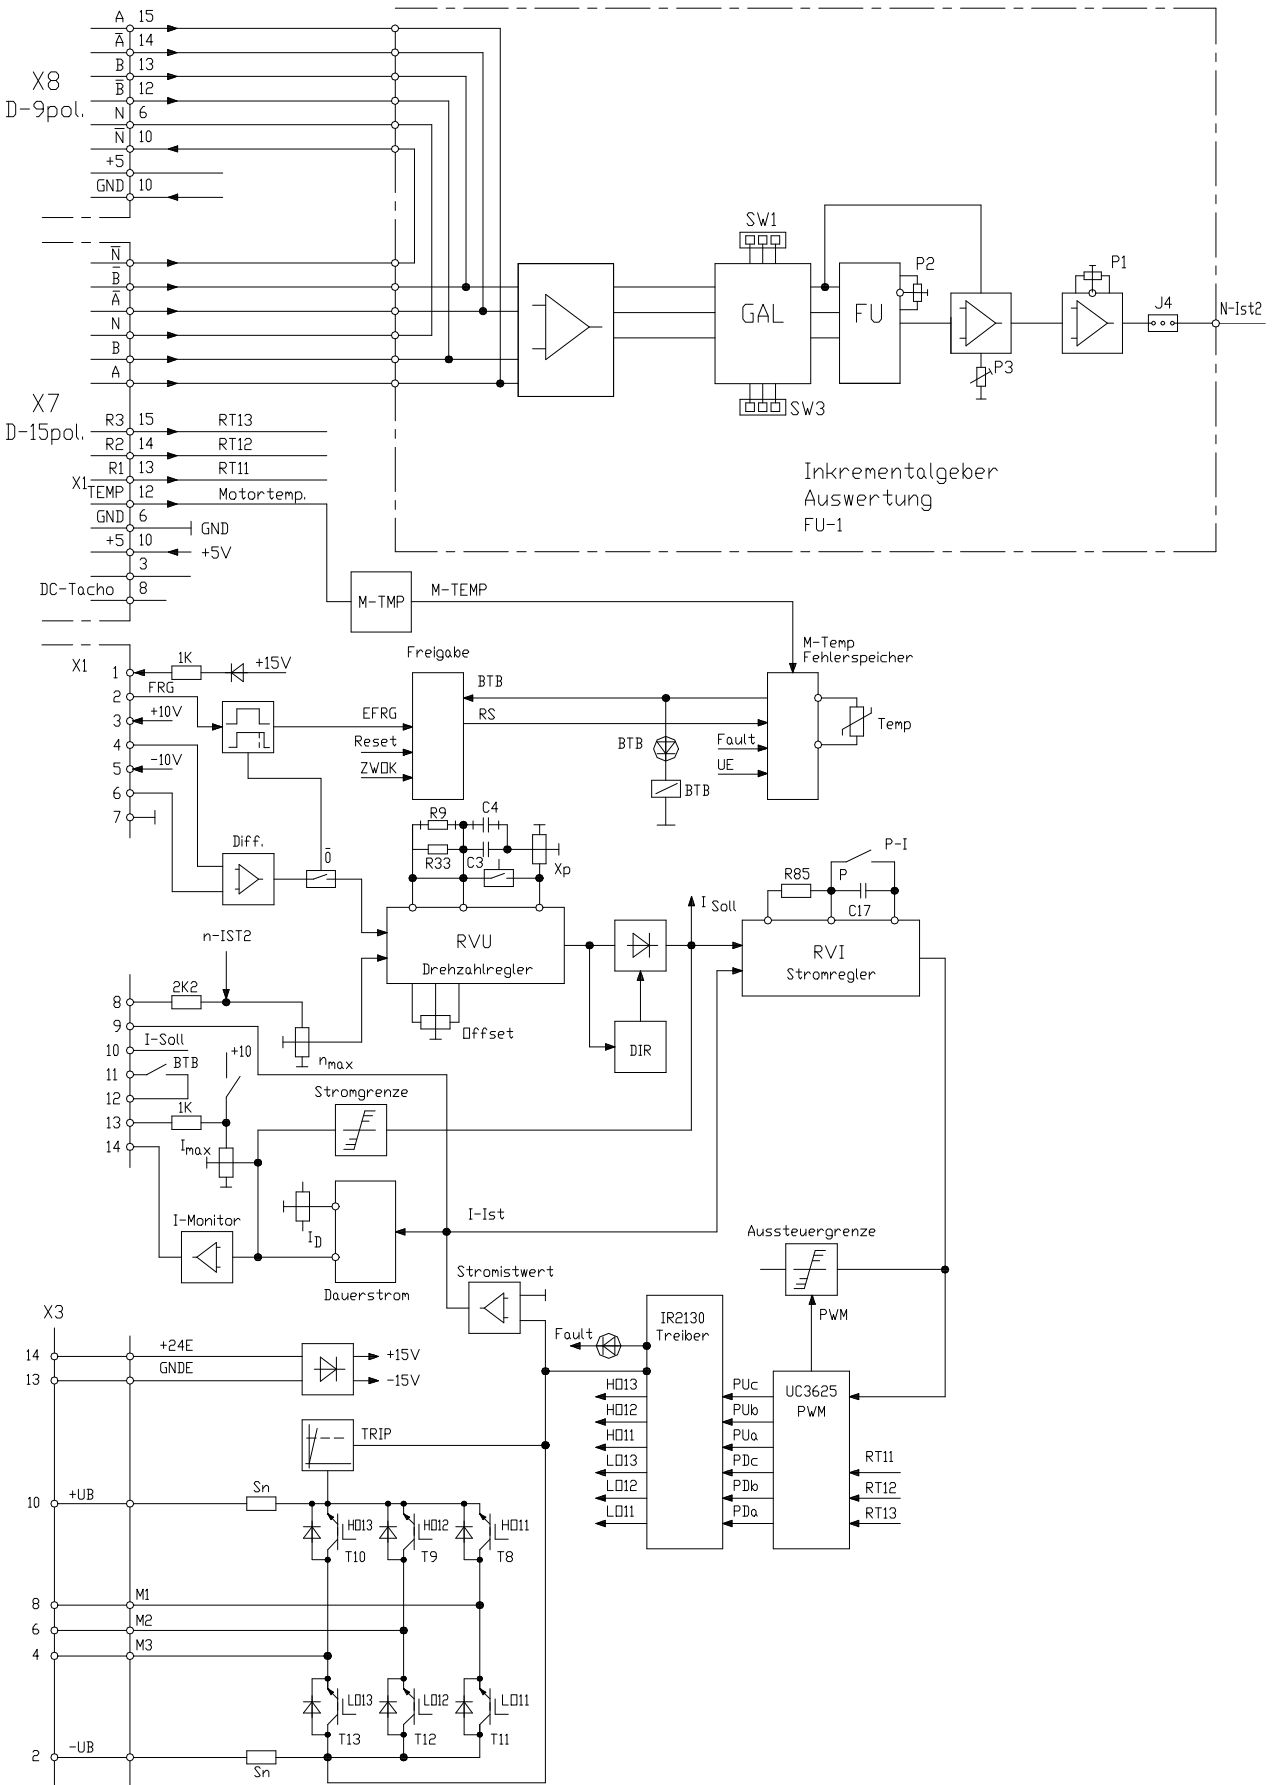 X8
D-9pol.
A 15
A̅ 14
B 13
B̅ 12
N 6
N̅ 10
+5
GND 10
X7
D-15pol.
N̅
B̅
A̅
N
B
A
R3 15 RT13
R2 14 RT12
R1 13 RT11
X1
TEMP 12 Motortemp.
GND 6 GND
+5 10 +5V
3
DC-Tacho 8
SW1
GAL
SW3
FU
P2
P3
P1
J4
N-Ist2
Inkrementalgeber
Auswertung
FU-1
M-TMP
M-TEMP
M-Temp
Fehlerspeicher
X1
1 1K +15V
2 FRG
3 +10V
4
5 -10V
6
7
Freigabe
EFRG
Reset
ZWOK
BTB
RS
BTB
BTB
Fault
UE
Temp
Diff.
0̅
R9 C4
R33 C3
Xp
RVU
Drehzahlregler
Offset
DIR
I Soll
P-I
R85 P
C17
RVI
Stromregler
n-IST2
8 2K2
9
10 I-Soll
11 BTB
12
13 1K
14
+10
nmax
Imax
Stromgrenze
I-Monitor
ID
Dauerstrom
I-Ist
Stromistwert
Aussteuergrenze
PWM
X3
14 +24E
13 GNDE
+15V
-15V
TRIP
Fault
IR2130
Treiber
UC3625
PWM
HO13 PUc
HO12 PUb
HO11 PUa
LO13 PDc RT11
LO12 PDb RT12
LO11 PDa RT13
10 +UB Sn
HO13 HO12 HO11
T10 T9 T8
8 M1
6 M2
4 M3
LO13 LO12 LO11
T13 T12 T11
2 -UB Sn